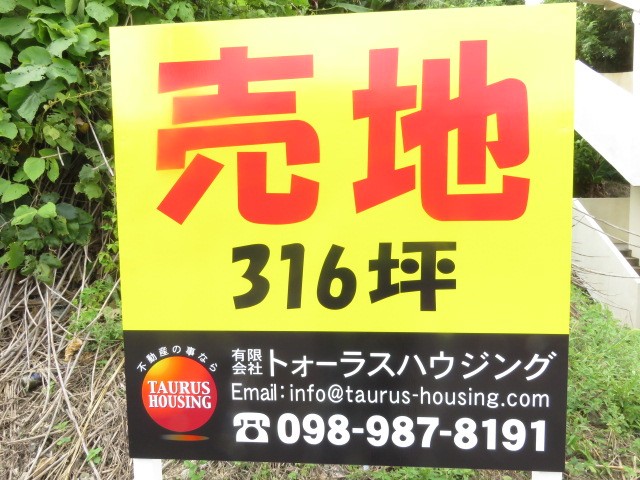 売地
316坪
不動産の事なら
TAURUS
HOUSING
有限
会社
トォーラスハウジング
Email:info@taurus-housing.com
☎098-987-8191